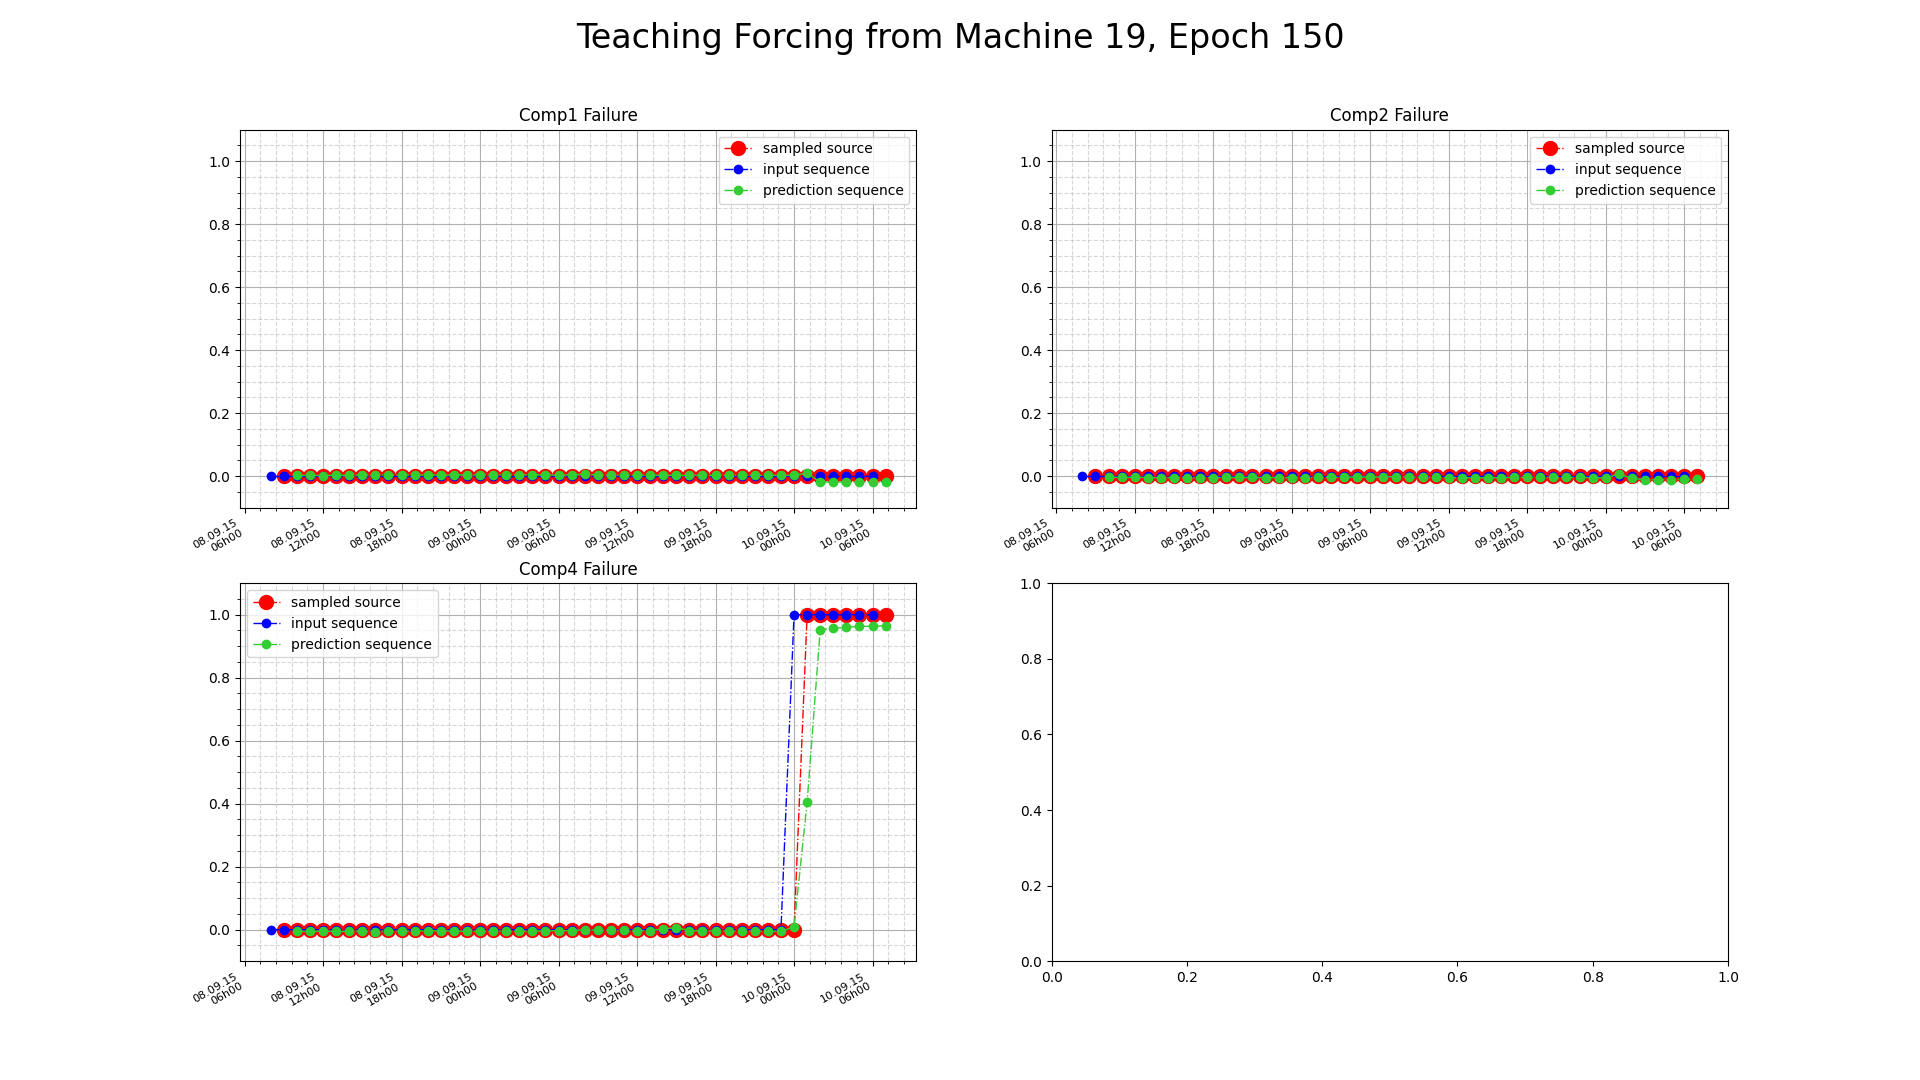 Teaching Forcing from Machine 19, Epoch 150
Comp1 Failure
sampled source
input sequence
prediction sequence
1.0
0.8
0.6
0.4
0.2
0.0
08.09.15 06h00
08.09.15 12h00
08.09.15 18h00
09.09.15 00h00
09.09.15 06h00
09.09.15 12h00
09.09.15 18h00
10.09.15 00h00
10.09.15 06h00
Comp2 Failure
sampled source
input sequence
prediction sequence
1.0
0.8
0.6
0.4
0.2
0.0
08.09.15 06h00
08.09.15 12h00
08.09.15 18h00
09.09.15 00h00
09.09.15 06h00
09.09.15 12h00
09.09.15 18h00
10.09.15 00h00
10.09.15 06h00
Comp4 Failure
sampled source
input sequence
prediction sequence
1.0
0.8
0.6
0.4
0.2
0.0
08.09.15 06h00
08.09.15 12h00
08.09.15 18h00
09.09.15 00h00
09.09.15 06h00
09.09.15 12h00
09.09.15 18h00
10.09.15 00h00
10.09.15 06h00
1.0
0.8
0.6
0.4
0.2
0.0
0.0 0.2 0.4 0.6 0.8 1.0